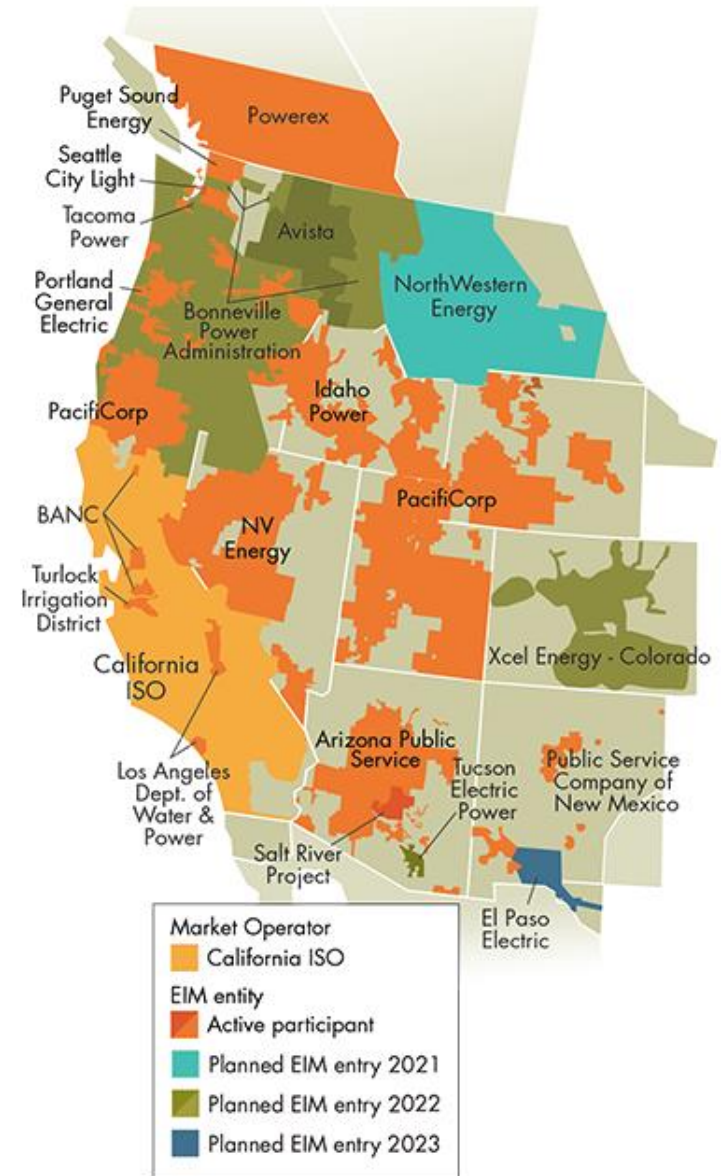 Puget Sound
Energy
Powerex
Seattle
City Light
Tacoma
Power
Avista
Portland
General
Electric
NorthWestern
Energy
Bonneville
Power
Administration
Idaho
Power
PacifiCorp
PacifiCorp
BANC
NV
Energy
Turlock
Irrigation
District
California
ISO
Xcel Energy - Colorado
Los Angeles
Dept. of
Water &
Power
Arizona Public
Service
Tucson
Electric
Power
Public Service
Company of
New Mexico
Salt River
Project
El Paso
Electric
Market Operator
California ISO
EIM entity
Active participant
Planned EIM entry 2021
Planned EIM entry 2022
Planned EIM entry 2023